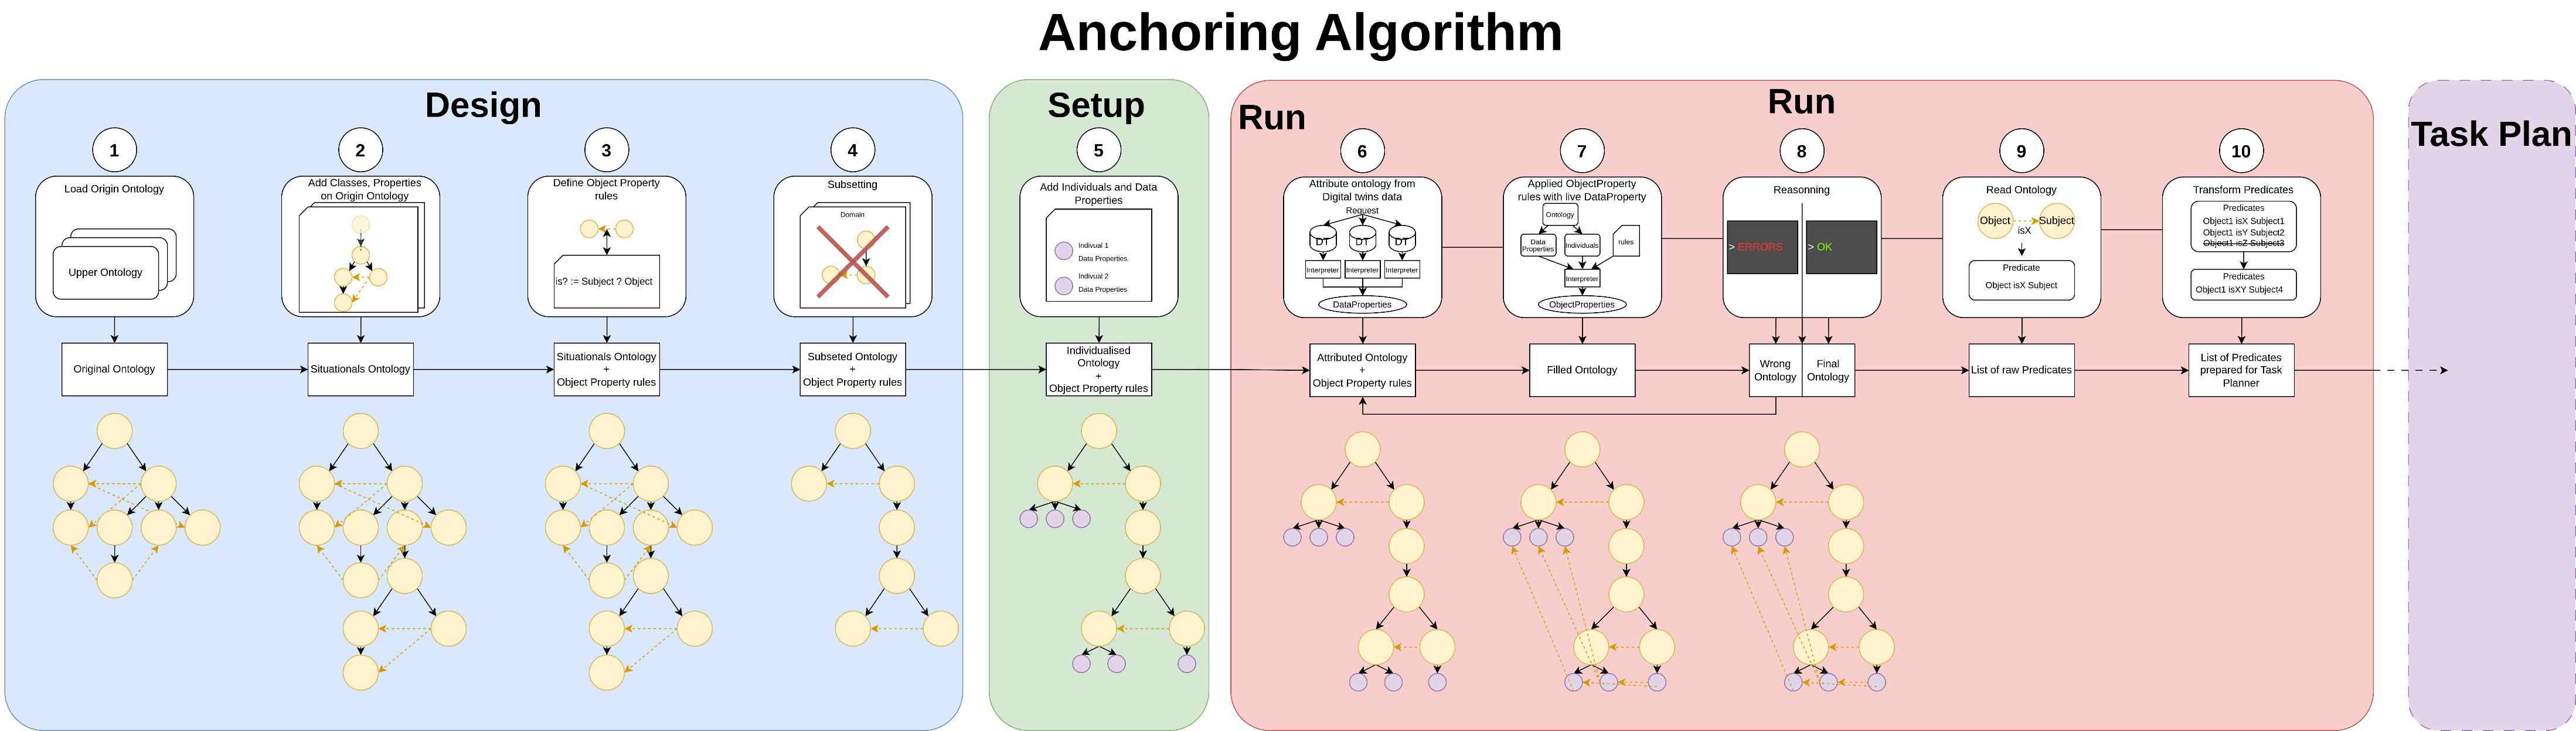 Anchoring Algorithm
Design
1
Load Origin Ontology
Upper Ontology
Original Ontology
2
Add Classes, Properties
on Origin Ontology
Situationals Ontology
3
Define Object Property
rules
is? := Subject ? Object
Situationals Ontology
+
Object Property rules
4
Subsetting
Domain
Subseted Ontology
+
Object Property rules
Setup
5
Add Individuals and Data
Properties
Indivual 1
Data Properties
Indivual 2
Data Properties
Individualised
Ontology
+
Object Property rules
Run
Run
6
Attribute ontology from
Digital twins data
Request
DT
DT
DT
Interpreter
Interpreter
Interpreter
DataProperties
Attributed Ontology
+
Object Property rules
7
Applied ObjectProperty
rules with live DataProperty
Ontology
Data
Properties
Individuals
rules
Interpreter
ObjectProperties
Filled Ontology
8
Reasonning
> ERRORS
> OK
Wrong
Ontology
Final
Ontology
9
Read Ontology
Object
Subject
isX
Predicate
Object isX Subject
List of raw Predicates
10
Transform Predicates
Predicates
Object1 isX Subject1
Object1 isY Subject2
Object1 isZ Subject3
Predicates
Object1 isXY Subject4
List of Predicates
prepared for Task
Planner
Task Plan